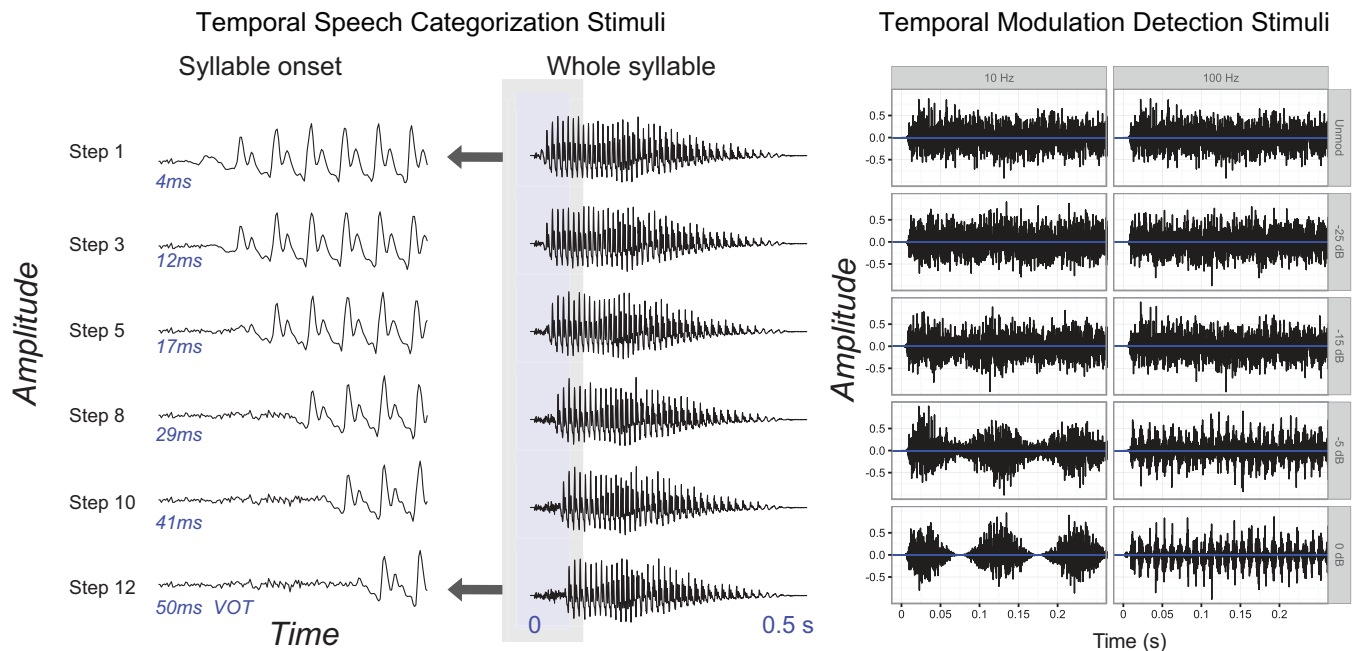 Temporal Speech Categorization Stimuli
Syllable onset
Whole syllable
Amplitude
Step 1
4ms
Step 3
12ms
Step 5
17ms
Step 8
29ms
Step 10
41ms
Step 12
50ms VOT
Time
0
0.5 s
Temporal Modulation Detection Stimuli
10 Hz
100 Hz
Amplitude
0.5
0.0
-0.5
Unmod
0.5
0.0
-0.5
-25 dB
0.5
0.0
-0.5
-15 dB
0.5
0.0
-0.5
-5 dB
0.5
0.0
-0.5
0 dB
0 0.05 0.1 0.15 0.2
0 0.05 0.1 0.15 0.2
Time (s)